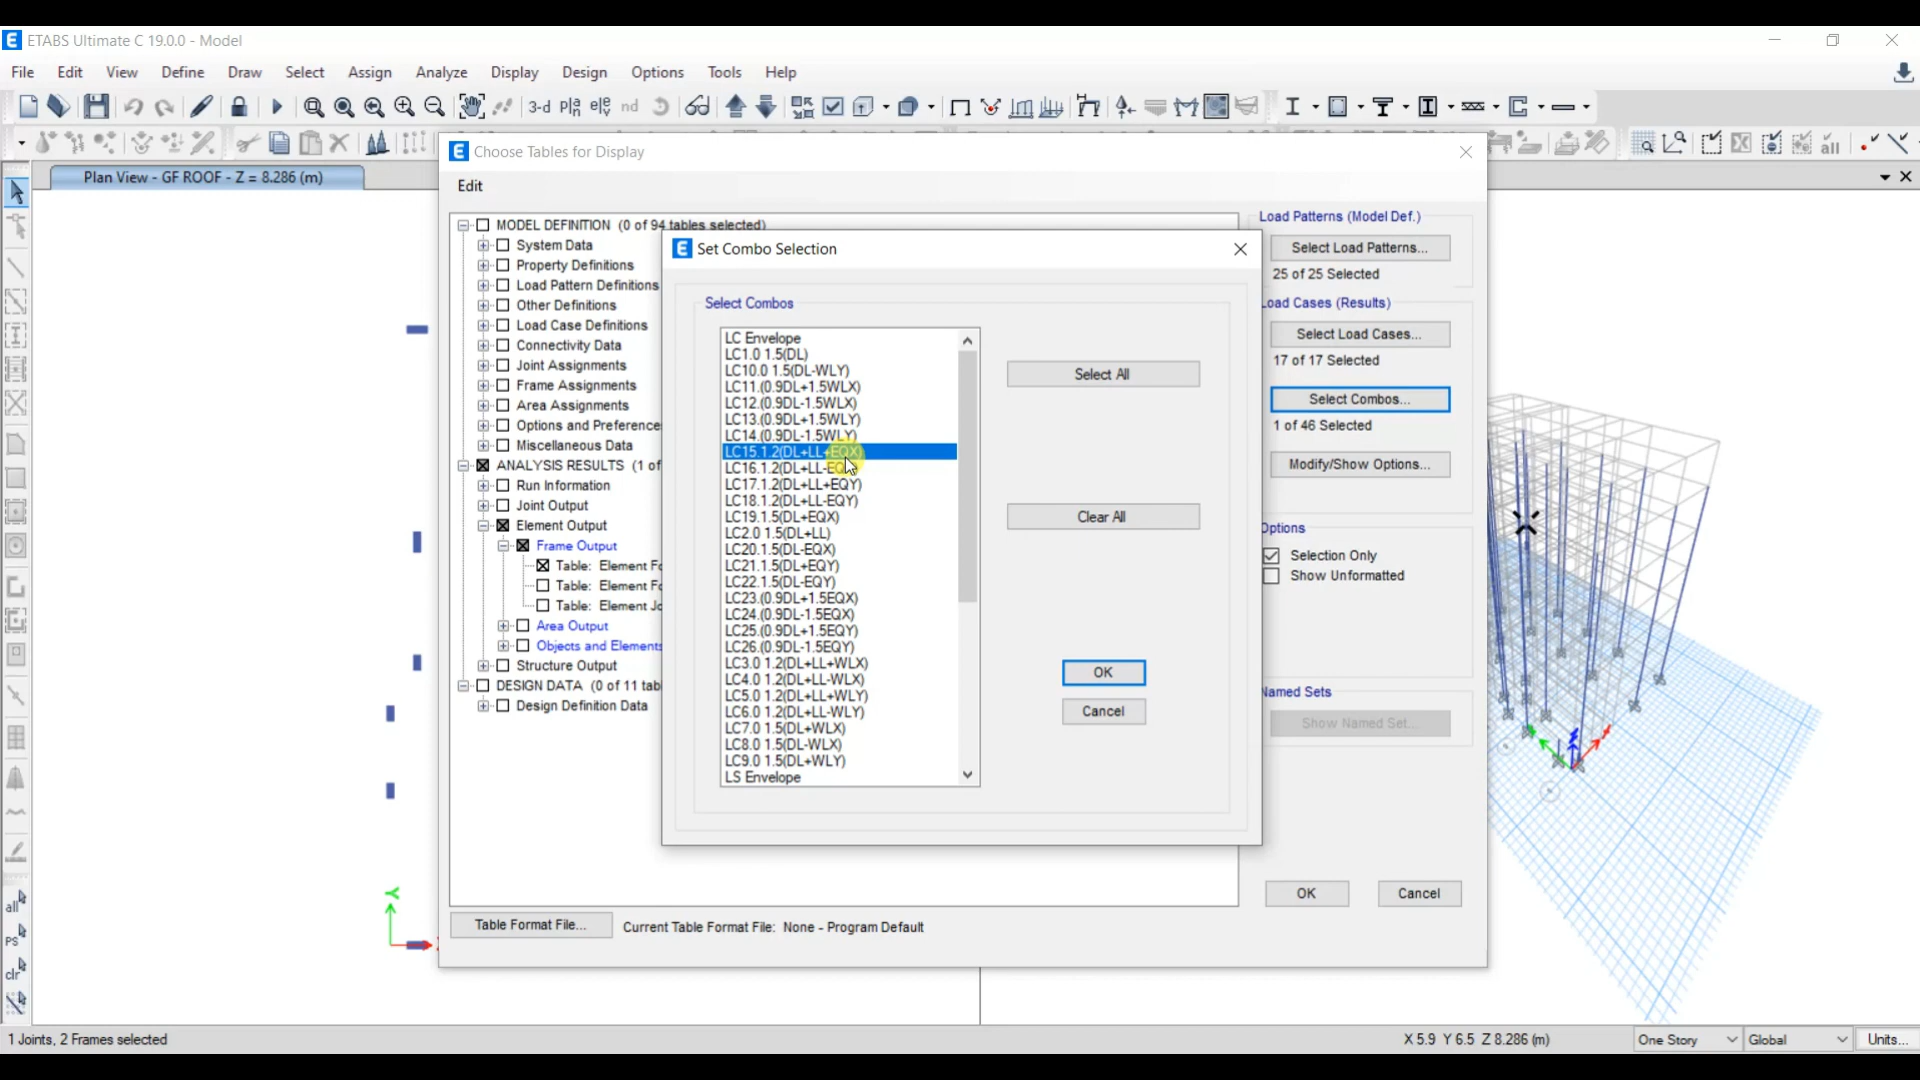 ETABS Ultimate C 19.0.0 - Model
File Edit View Define Draw Select Assign Analyze Display Design Options Tools Help
3-d Pla elev nd
all
Choose Tables for Display
Plan View - GF ROOF - Z = 8.286 (m)
Edit
MODEL DEFINITION (0 of 94 tables selected)
System Data
Property Definitions
Load Pattern Definitions
Other Definitions
Load Case Definitions
Connectivity Data
Joint Assignments
Frame Assignments
Area Assignments
Options and Preference
Miscellaneous Data
ANALYSIS RESULTS (1 of
Run Information
Joint Output
Element Output
Frame Output
Table: Element Fo
Table: Element Fo
Table: Element Jo
Area Output
Objects and Elements
Structure Output
DESIGN DATA (0 of 11 tab
Design Definition Data
Set Combo Selection
Select Combos
LC Envelope
LC1.0 1.5(DL)
LC10.0 1.5(DL-WLY)
LC11.(0.9DL+1.5WLX)
LC12.(0.9DL-1.5WLX)
LC13.(0.9DL+1.5WLY)
LC14.(0.9DL-1.5WLY)
LC15.1.2(DL+LL+EQX)
LC16.1.2(DL+LL-EQX)
LC17.1.2(DL+LL+EQY)
LC18.1.2(DL+LL-EQY)
LC19.1.5(DL+EQX)
LC2.0 1.5(DL+LL)
LC20.1.5(DL-EQX)
LC21.1.5(DL+EQY)
LC22.1.5(DL-EQY)
LC23.(0.9DL+1.5EQX)
LC24.(0.9DL-1.5EQX)
LC25.(0.9DL+1.5EQY)
LC26.(0.9DL-1.5EQY)
LC3.0 1.2(DL+LL+WLX)
LC4.0 1.2(DL+LL-WLX)
LC5.0 1.2(DL+LL+WLY)
LC6.0 1.2(DL+LL-WLY)
LC7.0 1.5(DL+WLX)
LC8.0 1.5(DL-WLX)
LC9.0 1.5(DL+WLY)
LS Envelope
Select All
Clear All
OK
Cancel
Load Patterns (Model Def.)
Select Load Patterns...
25 of 25 Selected
Load Cases (Results)
Select Load Cases...
17 of 17 Selected
Select Combos...
1 of 46 Selected
Modify/Show Options...
Options
Selection Only
Show Unformatted
Named Sets
Show Named Set...
OK
Cancel
Table Format File... Current Table Format File: None - Program Default
Y
all
ps
clr
1 Joints, 2 Frames selected
X 5.9 Y 6.5 Z 8.286 (m)
One Story
Global
Units...